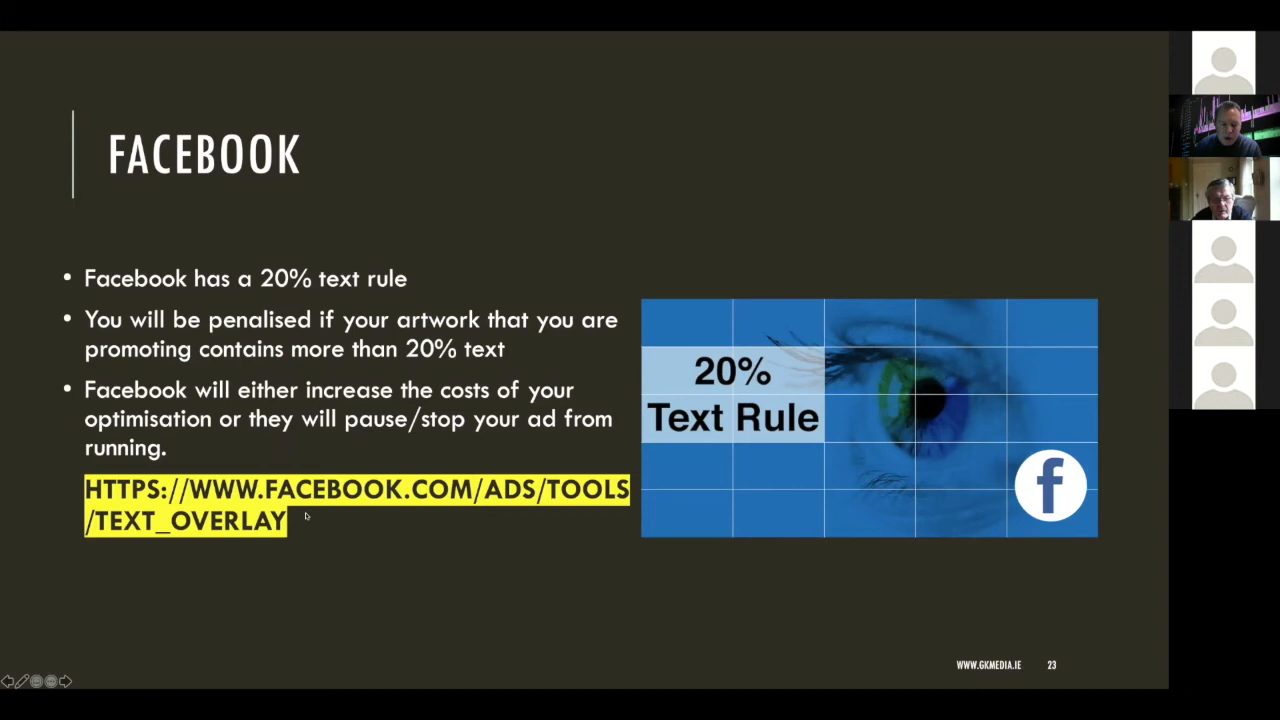 FACEBOOK
Facebook has a 20% text rule
You will be penalised if your artwork that you are
promoting contains more than 20% text
Facebook will either increase the costs of your
optimisation or they will pause/stop your ad from
running.
HTTPS://WWW.FACEBOOK.COM/ADS/TOOLS
/TEXT_OVERLAY
20%
Text Rule
f
WWW.GKMEDIA.IE 23